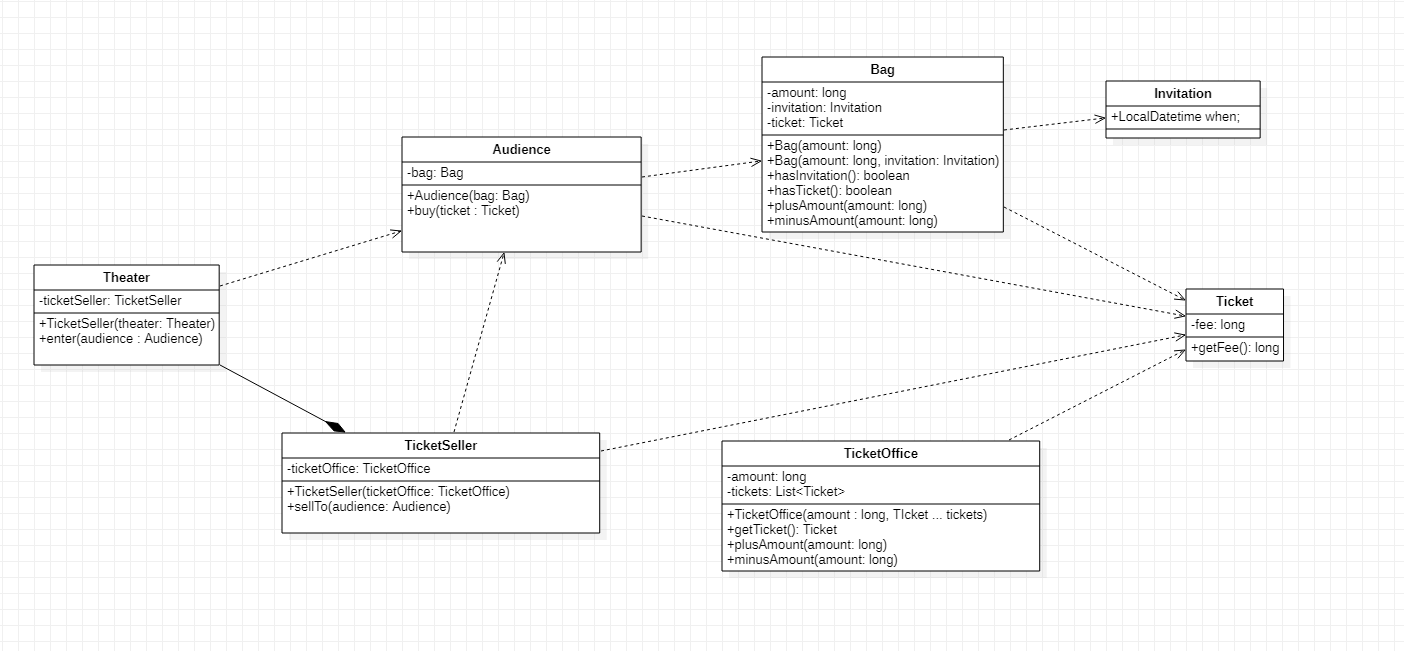 Bag
-amount: long
-invitation: Invitation
-ticket: Ticket
+Bag(amount: long)
+Bag(amount: long, invitation: Invitation)
+hasInvitation(): boolean
+hasTicket(): boolean
+plusAmount(amount: long)
+minusAmount(amount: long)
Invitation
+LocalDatetime when;
Audience
-bag: Bag
+Audience(bag: Bag)
+buy(ticket : Ticket)
Theater
-ticketSeller: TicketSeller
+TicketSeller(theater: Theater)
+enter(audience : Audience)
Ticket
-fee: long
+getFee(): long
TicketSeller
-ticketOffice: TicketOffice
+TicketSeller(ticketOffice: TicketOffice)
+sellTo(audience: Audience)
TicketOffice
-amount: long
-tickets: List<Ticket>
+TicketOffice(amount : long, TIcket ... tickets)
+getTicket(): Ticket
+plusAmount(amount: long)
+minusAmount(amount: long)